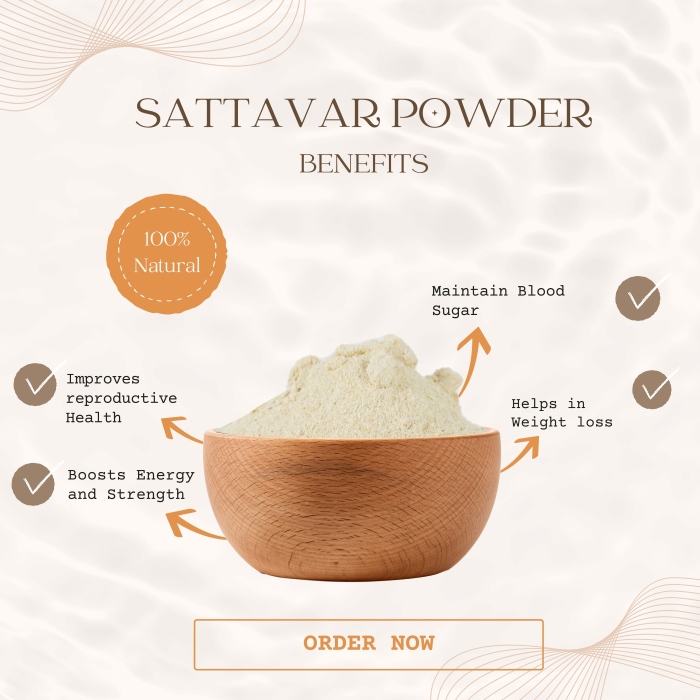 SATTAVAR POWDER
BENEFITS
100%
Natural
Maintain Blood
Sugar
Improves
reproductive
Health
Helps in
Weight loss
Boosts Energy
and Strength
ORDER NOW